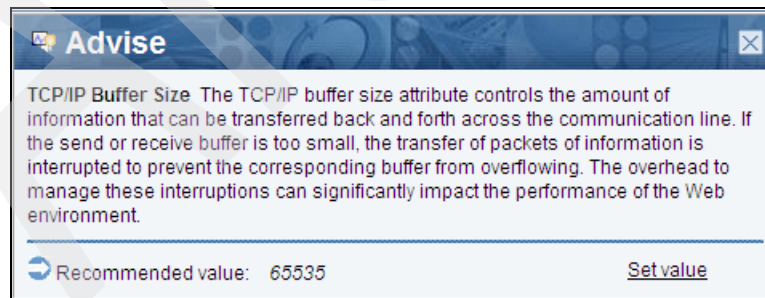 Advise
TCP/IP Buffer Size The TCP/IP buffer size attribute controls the amount of
information that can be transferred back and forth across the communication line. If
the send or receive buffer is too small, the transfer of packets of information is
interrupted to prevent the corresponding buffer from overflowing. The overhead to
manage these interruptions can significantly impact the performance of the Web
environment.
Recommended value: 65535 Set value